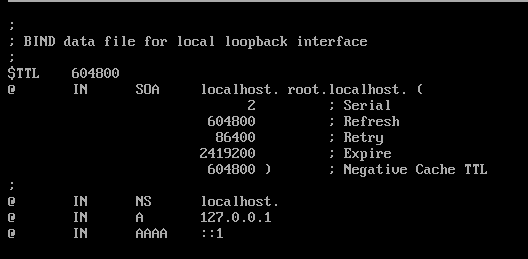 ;
; BIND data file for local loopback interface
;
$TTL    604800
@       IN      SOA     localhost. root.localhost. (
                              2         ; Serial
                         604800         ; Refresh
                          86400         ; Retry
                        2419200         ; Expire
                         604800 )       ; Negative Cache TTL
;
@       IN      NS      localhost.
@       IN      A       127.0.0.1
@       IN      AAAA    ::1